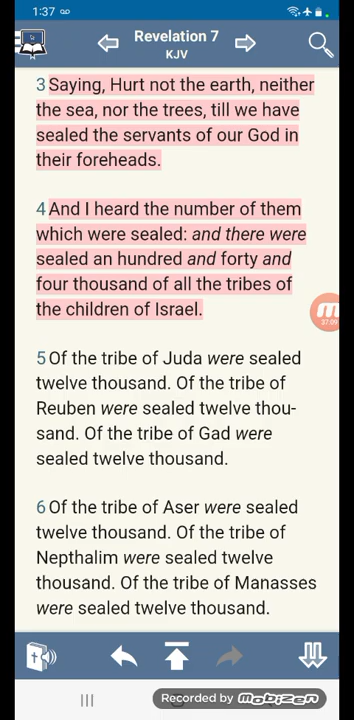 1:37
Revelation 7
KJV
3 Saying, Hurt not the earth, neither
the sea, nor the trees, till we have
sealed the servants of our God in
their foreheads.
4 And I heard the number of them
which were sealed: and there were
sealed an hundred and forty and
four thousand of all the tribes of
the children of Israel.
5 Of the tribe of Juda were sealed
twelve thousand. Of the tribe of
Reuben were sealed twelve thou-
sand. Of the tribe of Gad were
sealed twelve thousand.
6 Of the tribe of Aser were sealed
twelve thousand. Of the tribe of
Nepthalim were sealed twelve
thousand. Of the tribe of Manasses
were sealed twelve thousand.
37:09
Recorded by Mobizen